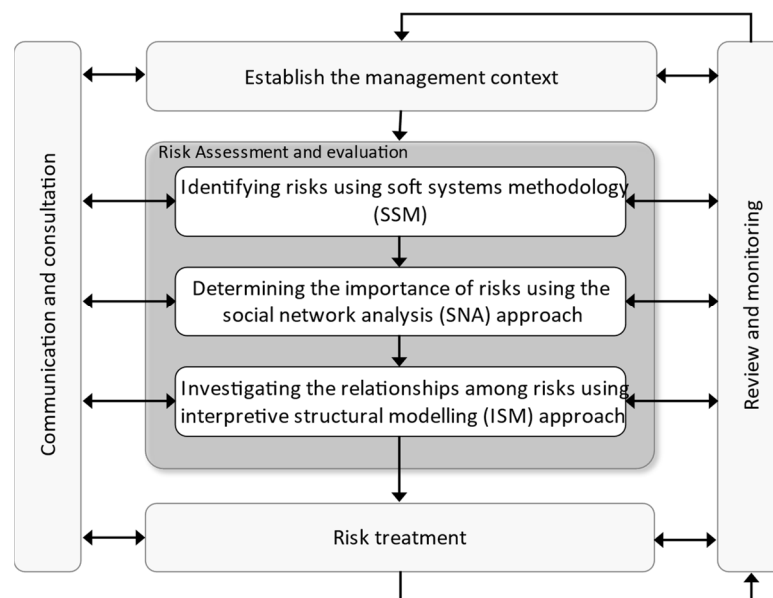 Establish the management context
Risk Assessment and evaluation
Identifying risks using soft systems methodology
(SSM)
Determining the importance of risks using the
social network analysis (SNA) approach
Investigating the relationships among risks using
interpretive structural modelling (ISM) approach
Risk treatment
Communication and consultation
Review and monitoring